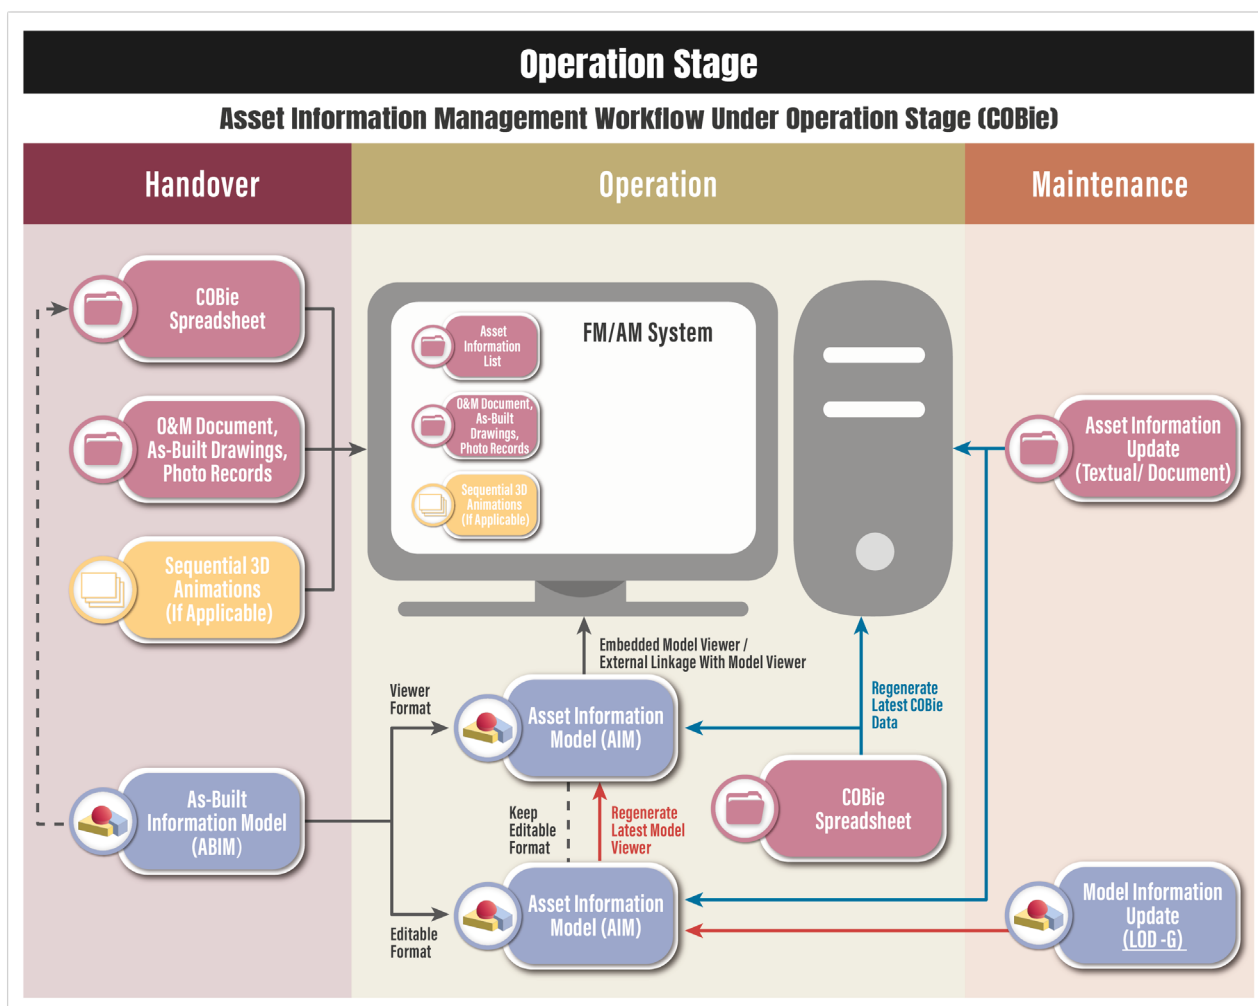 Operation Stage
Asset Information Management Workflow Under Operation Stage (COBie)
Handover
Operation
Maintenance
COBie
Spreadsheet
O&M Document,
As-Built Drawings,
Photo Records
Sequential 3D
Animations
(If Applicable)
As-Built
Information Model
(ABIM)
FM/AM System
Asset
Information
List
O&M Document,
As-Built
Drawings,
Photo Records
Sequential 3D
Animations
(If Applicable)
Embedded Model Viewer /
External Linkage With Model Viewer
Viewer
Format
Asset Information
Model (AIM)
Regenerate
Latest COBie
Data
Keep
Editable
Format
Regenerate
Latest Model
Viewer
COBie
Spreadsheet
Editable
Format
Asset Information
Model (AIM)
Asset Information
Update
(Textual/ Document)
Model Information
Update
(LOD -G)